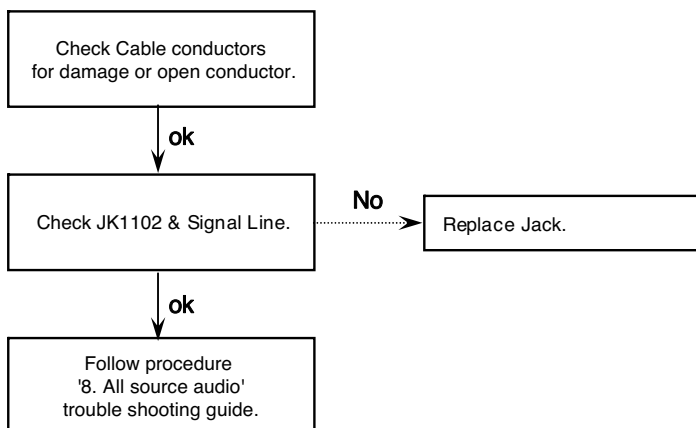 Check Cable conductors
for damage or open conductor.
ok
Check JK1102 & Signal Line.
No
Replace Jack.
ok
Follow procedure
'8. All source audio'
trouble shooting guide.